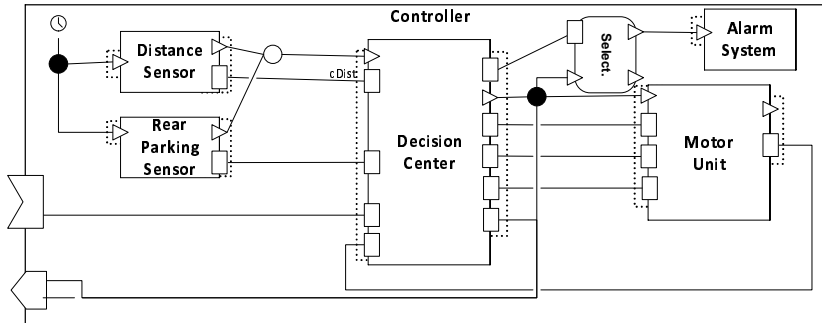 Controller
Distance
Sensor
Select.
Alarm
System
cDist
Rear
Parking
Sensor
Decision
Center
Motor
Unit